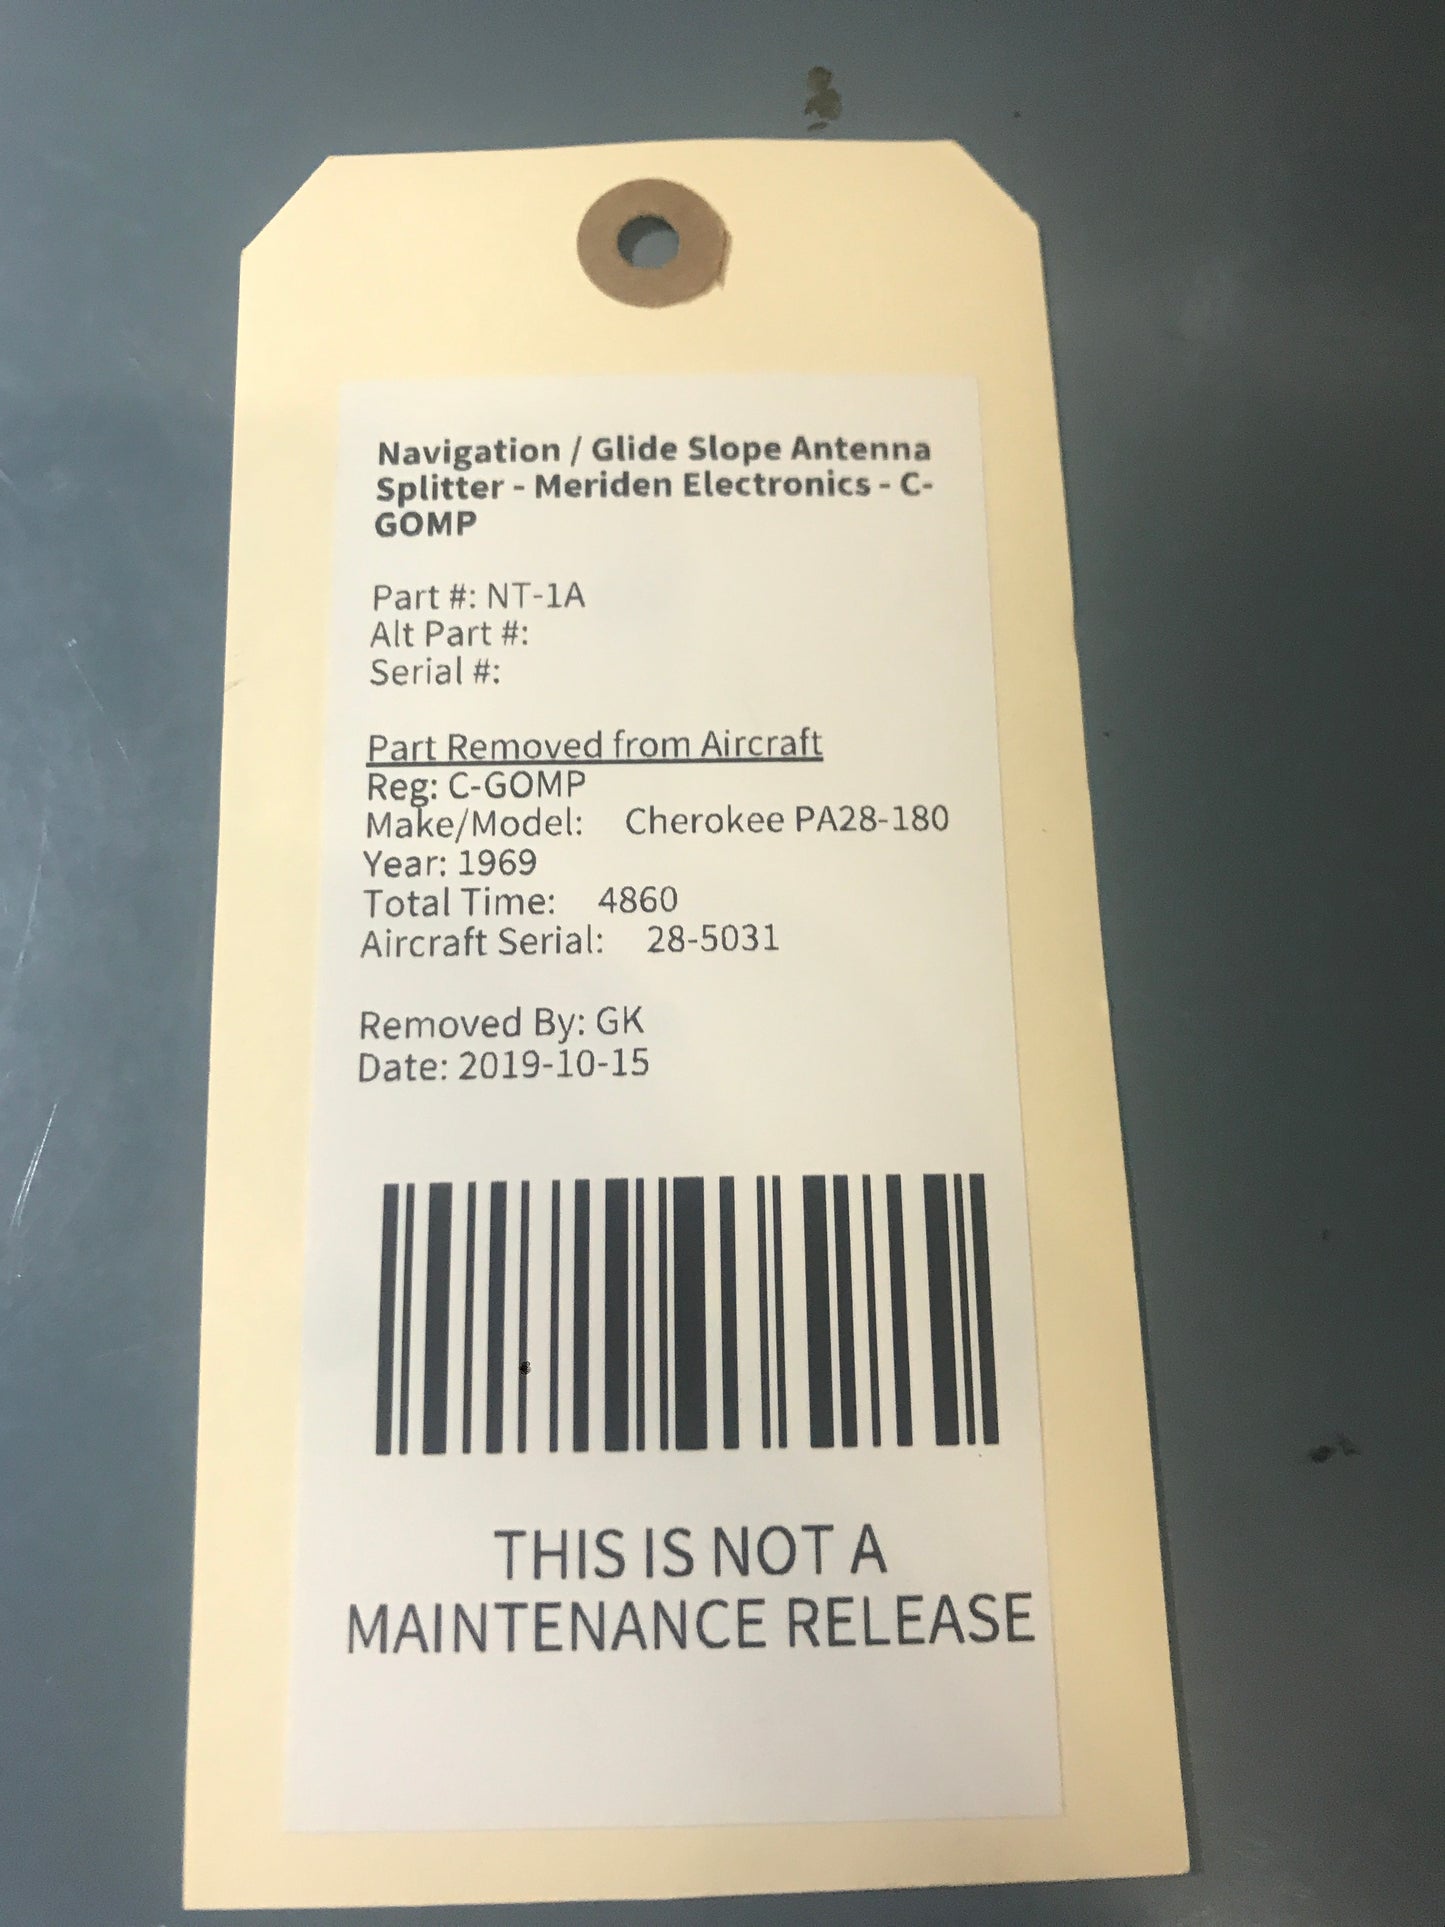 Navigation / Glide Slope Antenna
Splitter - Meriden Electronics - C-
GOMP
Part #: NT-1A
Alt Part #:
Serial #:
Part Removed from Aircraft
Reg: C-GOMP
Make/Model: Cherokee PA28-180
Year: 1969
Total Time: 4860
Aircraft Serial: 28-5031
Removed By: GK
Date: 2019-10-15
THIS IS NOT A
MAINTENANCE RELEASE